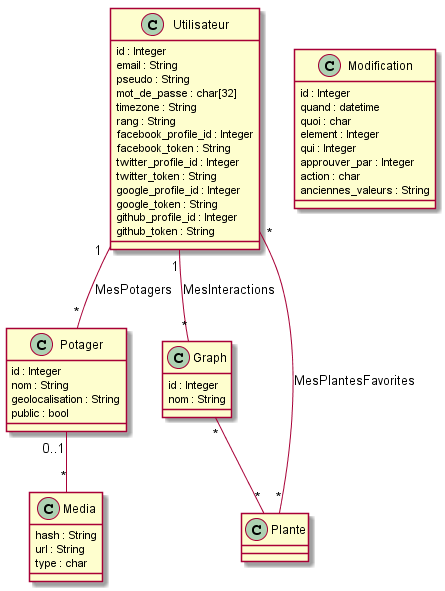 C Utilisateur
id : Integer
email : String
pseudo : String
mot_de_passe : char[32]
timezone : String
rang : String
facebook_profile_id : Integer
facebook_token : String
twitter_profile_id : Integer
twitter_token : String
google_profile_id : Integer
google_token : String
github_profile_id : Integer
github_token : String
C Modification
id : Integer
quand : datetime
quoi : char
element : Integer
qui : Integer
approuver_par : Integer
action : char
anciennes_valeurs : String
1
1
*
MesPotagers
MesInteractions
*
*
C Potager
id : Integer
nom : String
geolocalisation : String
public : bool
C Graph
id : Integer
nom : String
MesPlantesFavorites
0..1
*
*
*
*
C Media
hash : String
url : String
type : char
C Plante